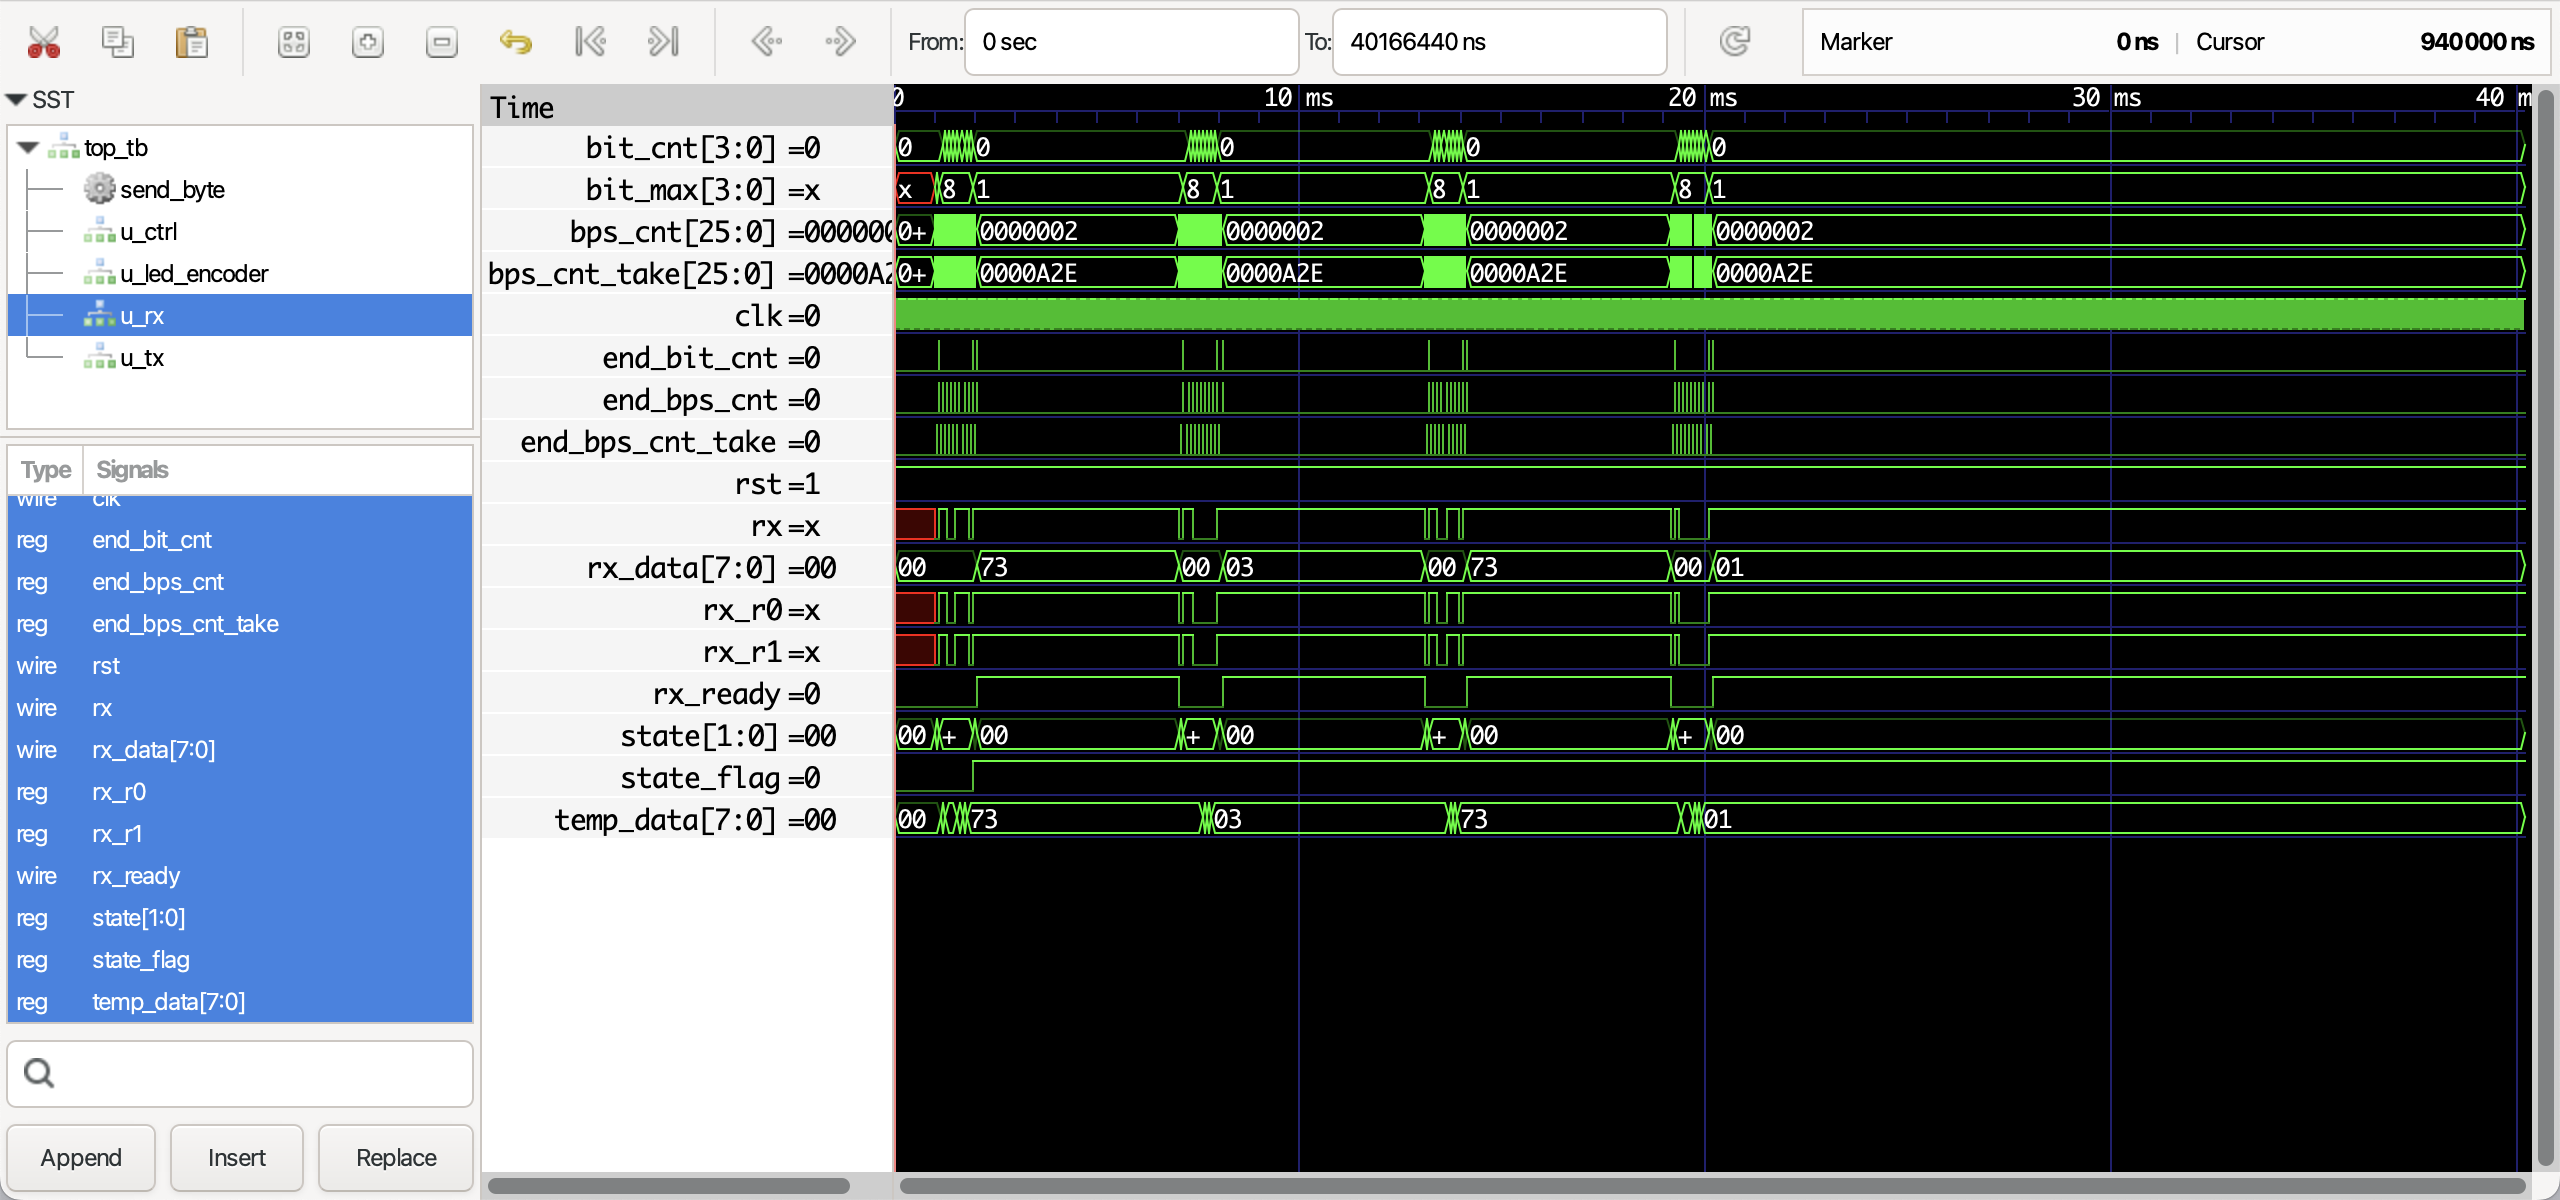 From: 0 sec To: 40166440 ns Marker 0 ns | Cursor 940000 ns
SST
top_tb
send_byte
u_ctrl
u_led_encoder
u_rx
u_tx
Type Signals
wire clk
reg end_bit_cnt
reg end_bps_cnt
reg end_bps_cnt_take
wire rst
wire rx
wire rx_data[7:0]
reg rx_r0
reg rx_r1
wire rx_ready
reg state[1:0]
reg state_flag
reg temp_data[7:0]
Append Insert Replace
Time
0 10 ms 20 ms 30 ms 40 m
bit_cnt[3:0] =0 0 0 0 0 0
bit_max[3:0] =x x 8 1 8 1 8 1 8 1
bps_cnt[25:0] =000000 0+ 0000002 0000002 0000002 0000002
bps_cnt_take[25:0] =0000A2 0+ 0000A2E 0000A2E 0000A2E 0000A2E
clk =0
end_bit_cnt =0
end_bps_cnt =0
end_bps_cnt_take =0
rst =1
rx =x
rx_data[7:0] =00 00 73 00 03 00 73 00 01
rx_r0 =x
rx_r1 =x
rx_ready =0
state[1:0] =00 00 + 00 + 00 + 00 + 00
state_flag =0
temp_data[7:0] =00 00 73 03 73 01